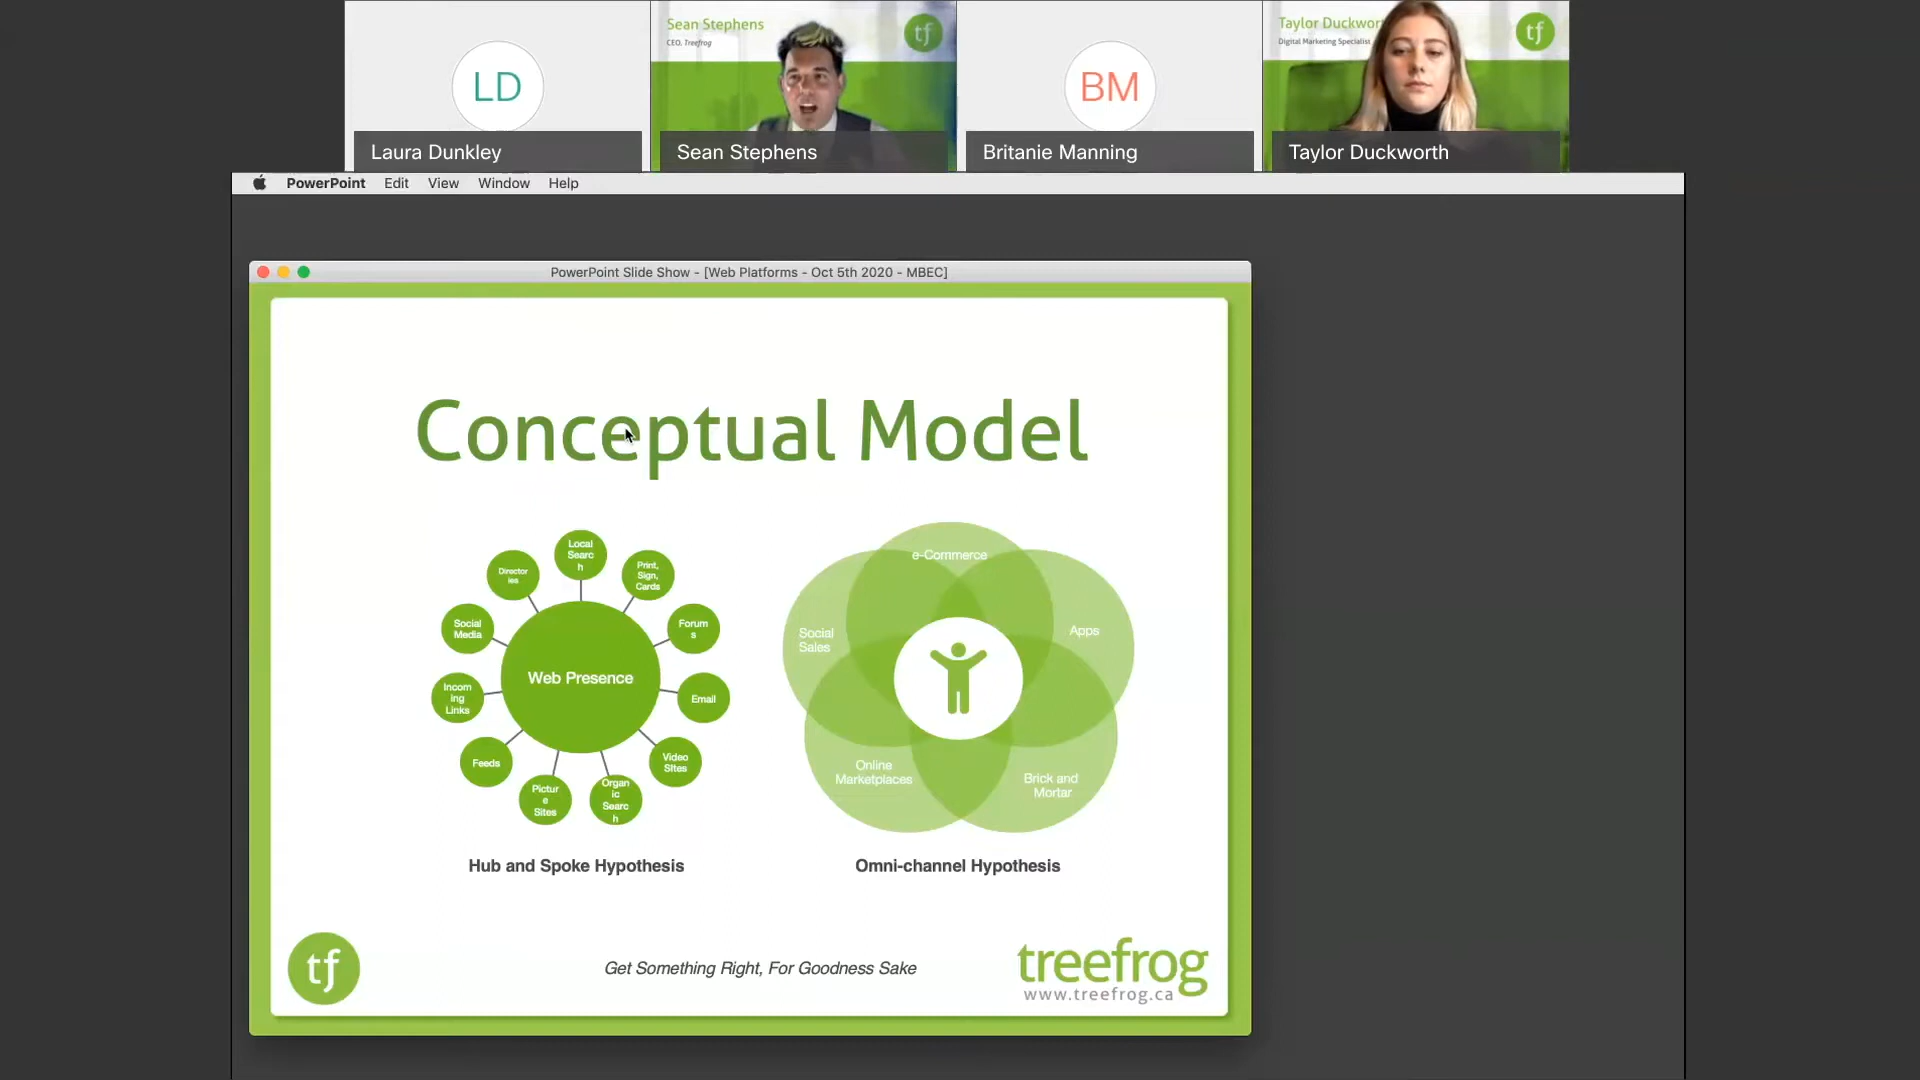 LD
Laura Dunkley
Sean Stephens
CEO, Treefrog
tf
Sean Stephens
BM
Britanie Manning
Taylor Duckwor
Digital Marketing Specialist
tf
Taylor Duckworth
PowerPoint Edit View Window Help
PowerPoint Slide Show - [Web Platforms - Oct 5th 2020 - MBEC]
Conceptual Model
Local
Searc
h
Print,
Sign,
Cards
Forum
s
Email
Video
SItes
Organ
ic
Searc
h
Pictur
e
Sites
Feeds
Incom
ing
Links
Social
Media
Director
ies
Web Presence
Hub and Spoke Hypothesis
e-Commerce
Apps
Brick and
Mortar
Online
Marketplaces
Social
Sales
Omni-channel Hypothesis
tf
Get Something Right, For Goodness Sake
treefrog
www.treefrog.ca